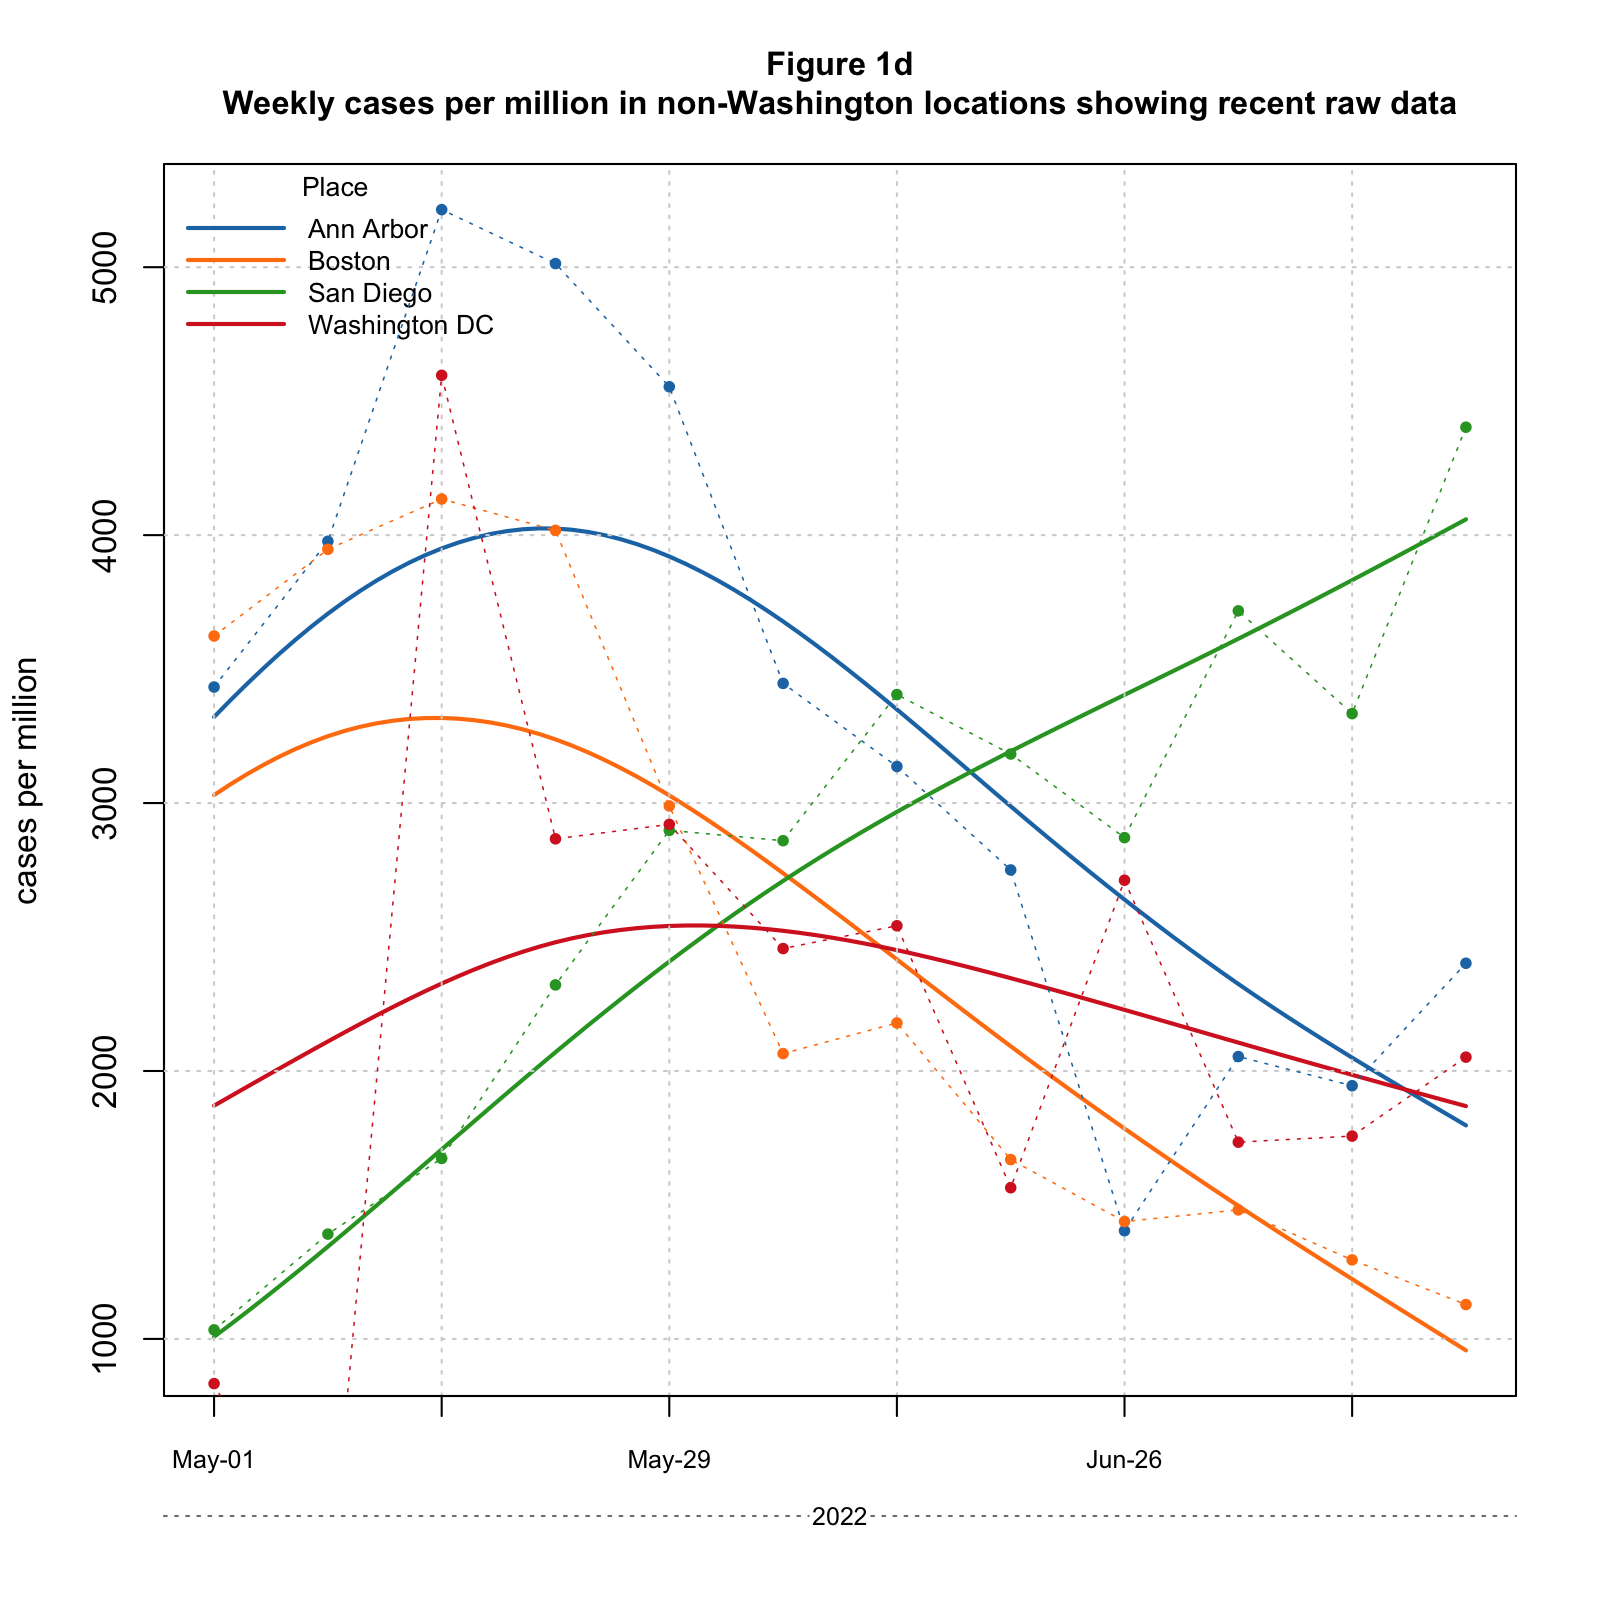 Figure 1d
Weekly cases per million in non-Washington locations showing recent raw data
Place
Ann Arbor
Boston
San Diego
Washington DC
cases per million
5000
4000
3000
2000
1000
May-01
May-29
Jun-26
2022